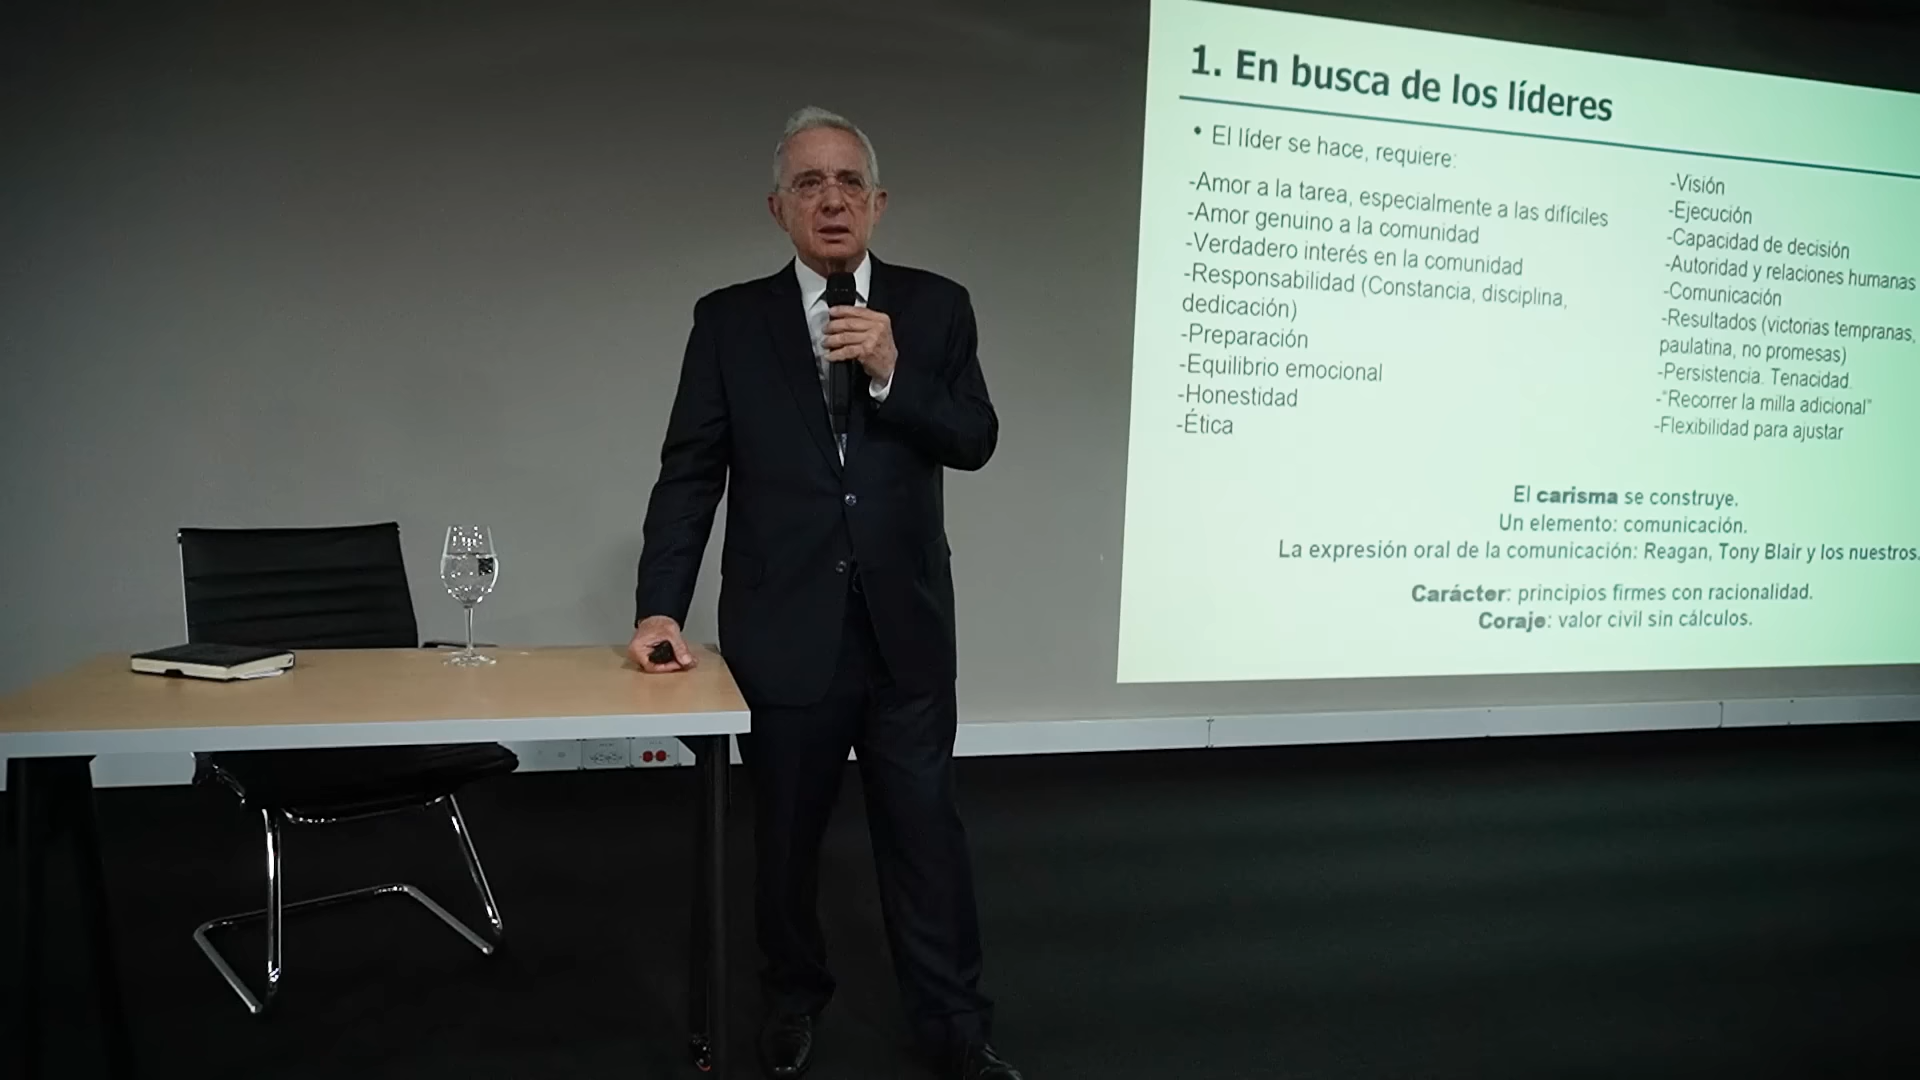 1. En busca de los líderes
• El líder se hace, requiere:
-Amor a la tarea, especialmente a las difíciles
-Amor genuino a la comunidad
-Verdadero interés en la comunidad
-Responsabilidad (Constancia, disciplina,
dedicación)
-Preparación
-Equilibrio emocional
-Honestidad
-Ética
-Visión
-Ejecución
-Capacidad de decisión
-Autoridad y relaciones humanas
-Comunicación
-Resultados (victorias tempranas,
paulatina, no promesas)
-Persistencia. Tenacidad.
-"Recorrer la milla adicional"
-Flexibilidad para ajustar
El carisma se construye.
Un elemento: comunicación.
La expresión oral de la comunicación: Reagan, Tony Blair y los nuestros.
Carácter: principios firmes con racionalidad.
Coraje: valor civil sin cálculos.